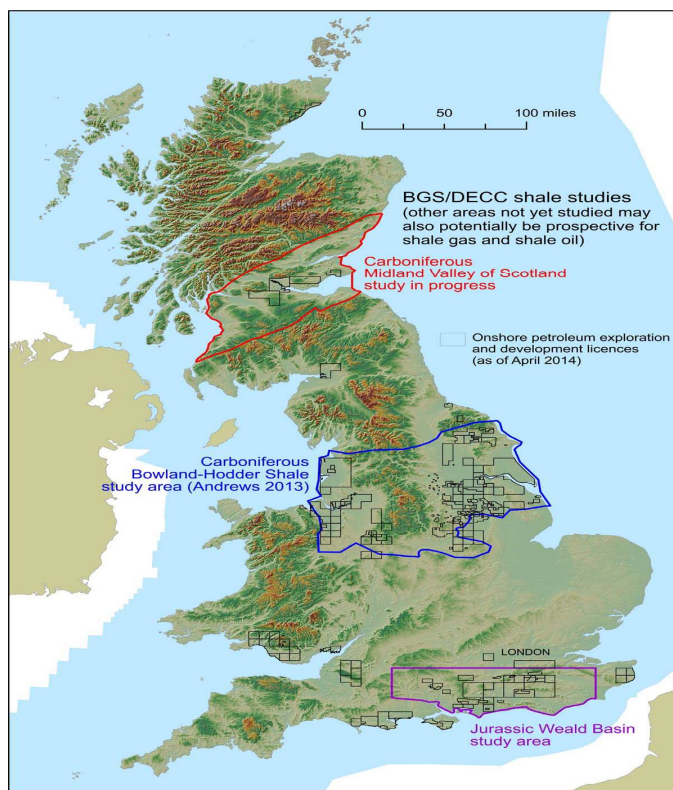 0 50 100 miles
BGS/DECC shale studies
(other areas not yet studied may
also potentially be prospective for
shale gas and shale oil)
Carboniferous
Midland Valley of Scotland
study in progress
Onshore petroleum exploration
and development licences
(as of April 2014)
Carboniferous
Bowland-Hodder Shale
study area (Andrews 2013)
LONDON
Jurassic Weald Basin
study area